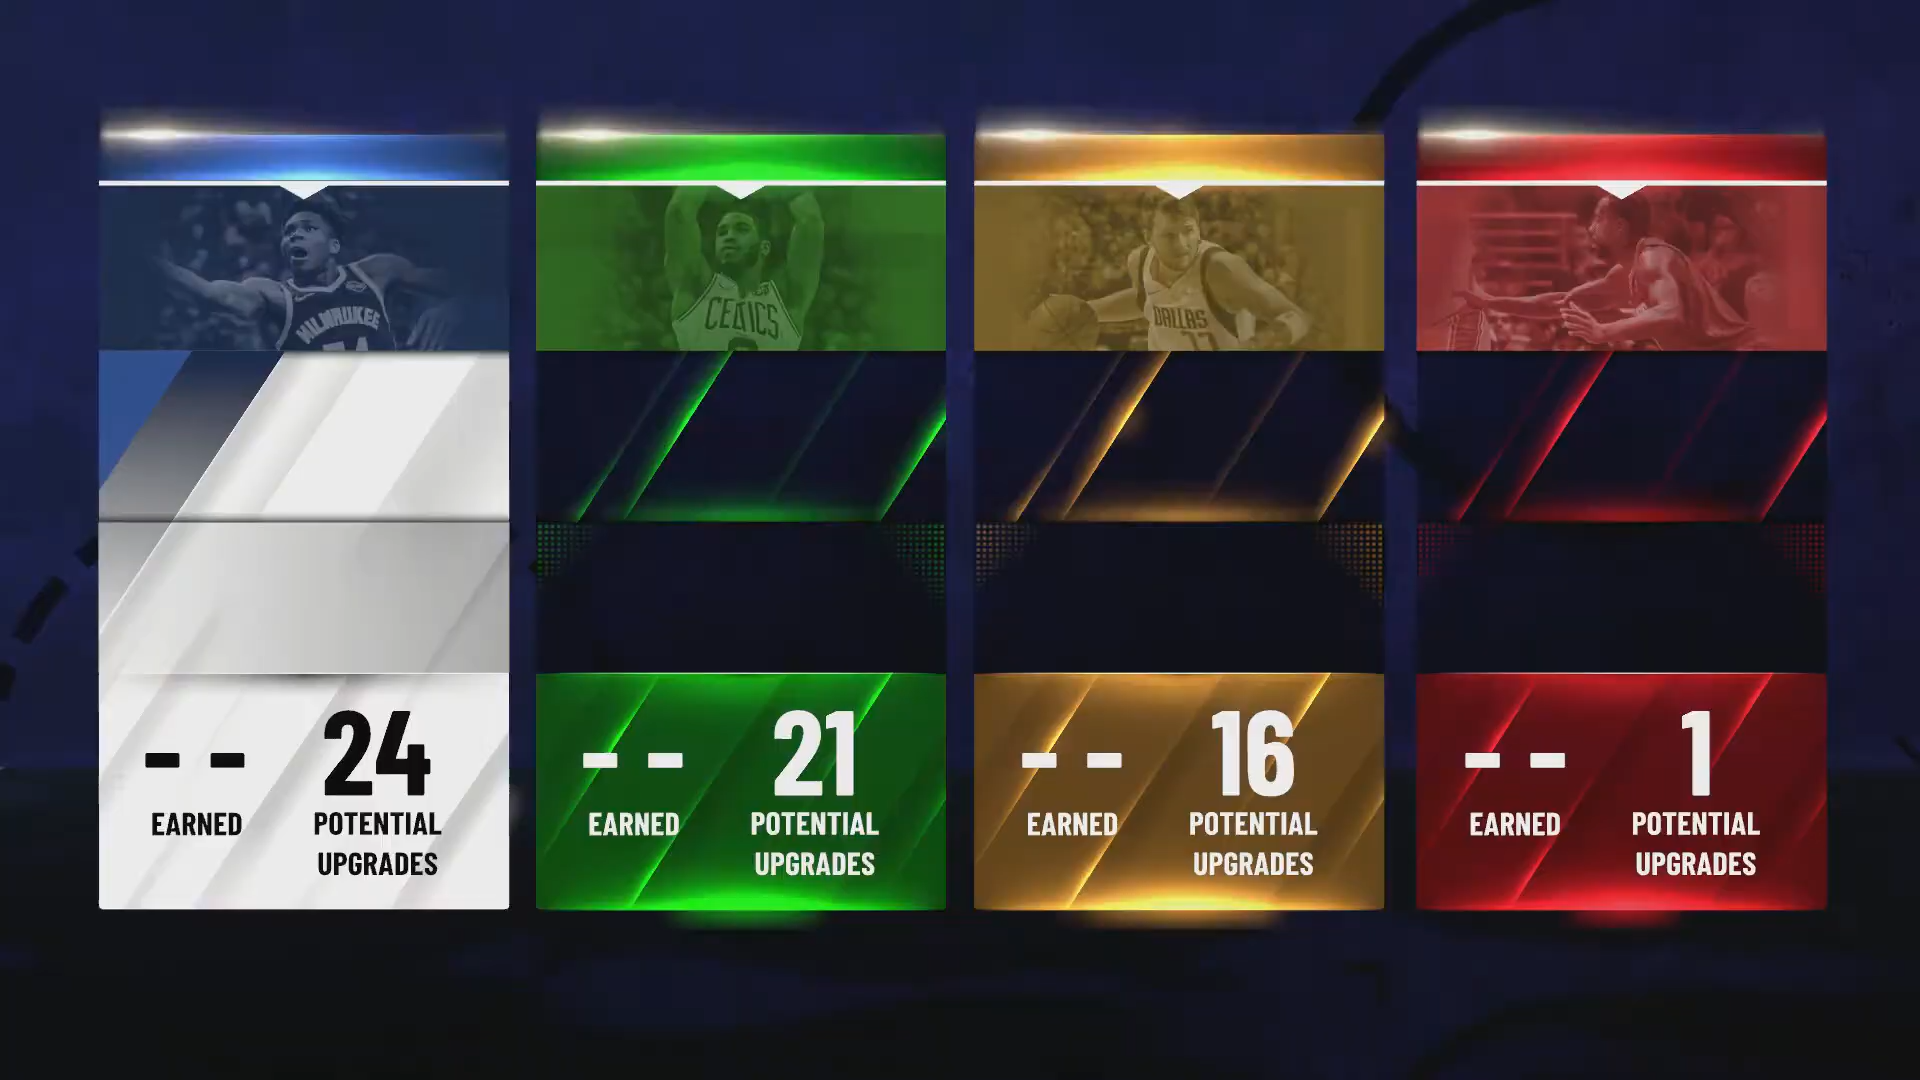 MILWAUKEE
CELTICS
DALLAS
-- 24
EARNED POTENTIAL
UPGRADES
-- 21
EARNED POTENTIAL
UPGRADES
-- 16
EARNED POTENTIAL
UPGRADES
-- 1
EARNED POTENTIAL
UPGRADES